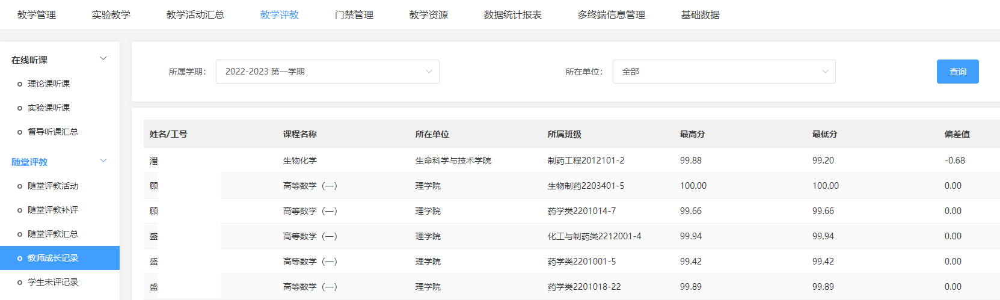 教学管理 实验教学 教学活动汇总 教学评教 门禁管理 教学资源 数据统计报表 多终端信息管理 基础数据
在线听课
理论课听课
实验课听课
督导听课汇总
随堂评教
随堂评教活动
随堂评教补评
随堂评教汇总
教师成长记录
学生未评记录
所属学期： 2022-2023 第一学期 所在单位： 全部 查询
姓名/工号 课程名称 所在单位 所属班级 最高分 最低分 偏差值
潘 生物化学 生命科学与技术学院 制药工程2012101-2 99.88 99.20 -0.68
顾 高等数学（一） 理学院 生物制药2203401-5 100.00 100.00 0.00
顾 高等数学（一） 理学院 药学类2201014-7 99.66 99.66 0.00
盛 高等数学（一） 理学院 化工与制药类2212001-4 99.94 99.94 0.00
盛 高等数学（一） 理学院 药学类2201001-5 99.42 99.42 0.00
盛 高等数学（一） 理学院 药学类2201018-22 99.89 99.89 0.00